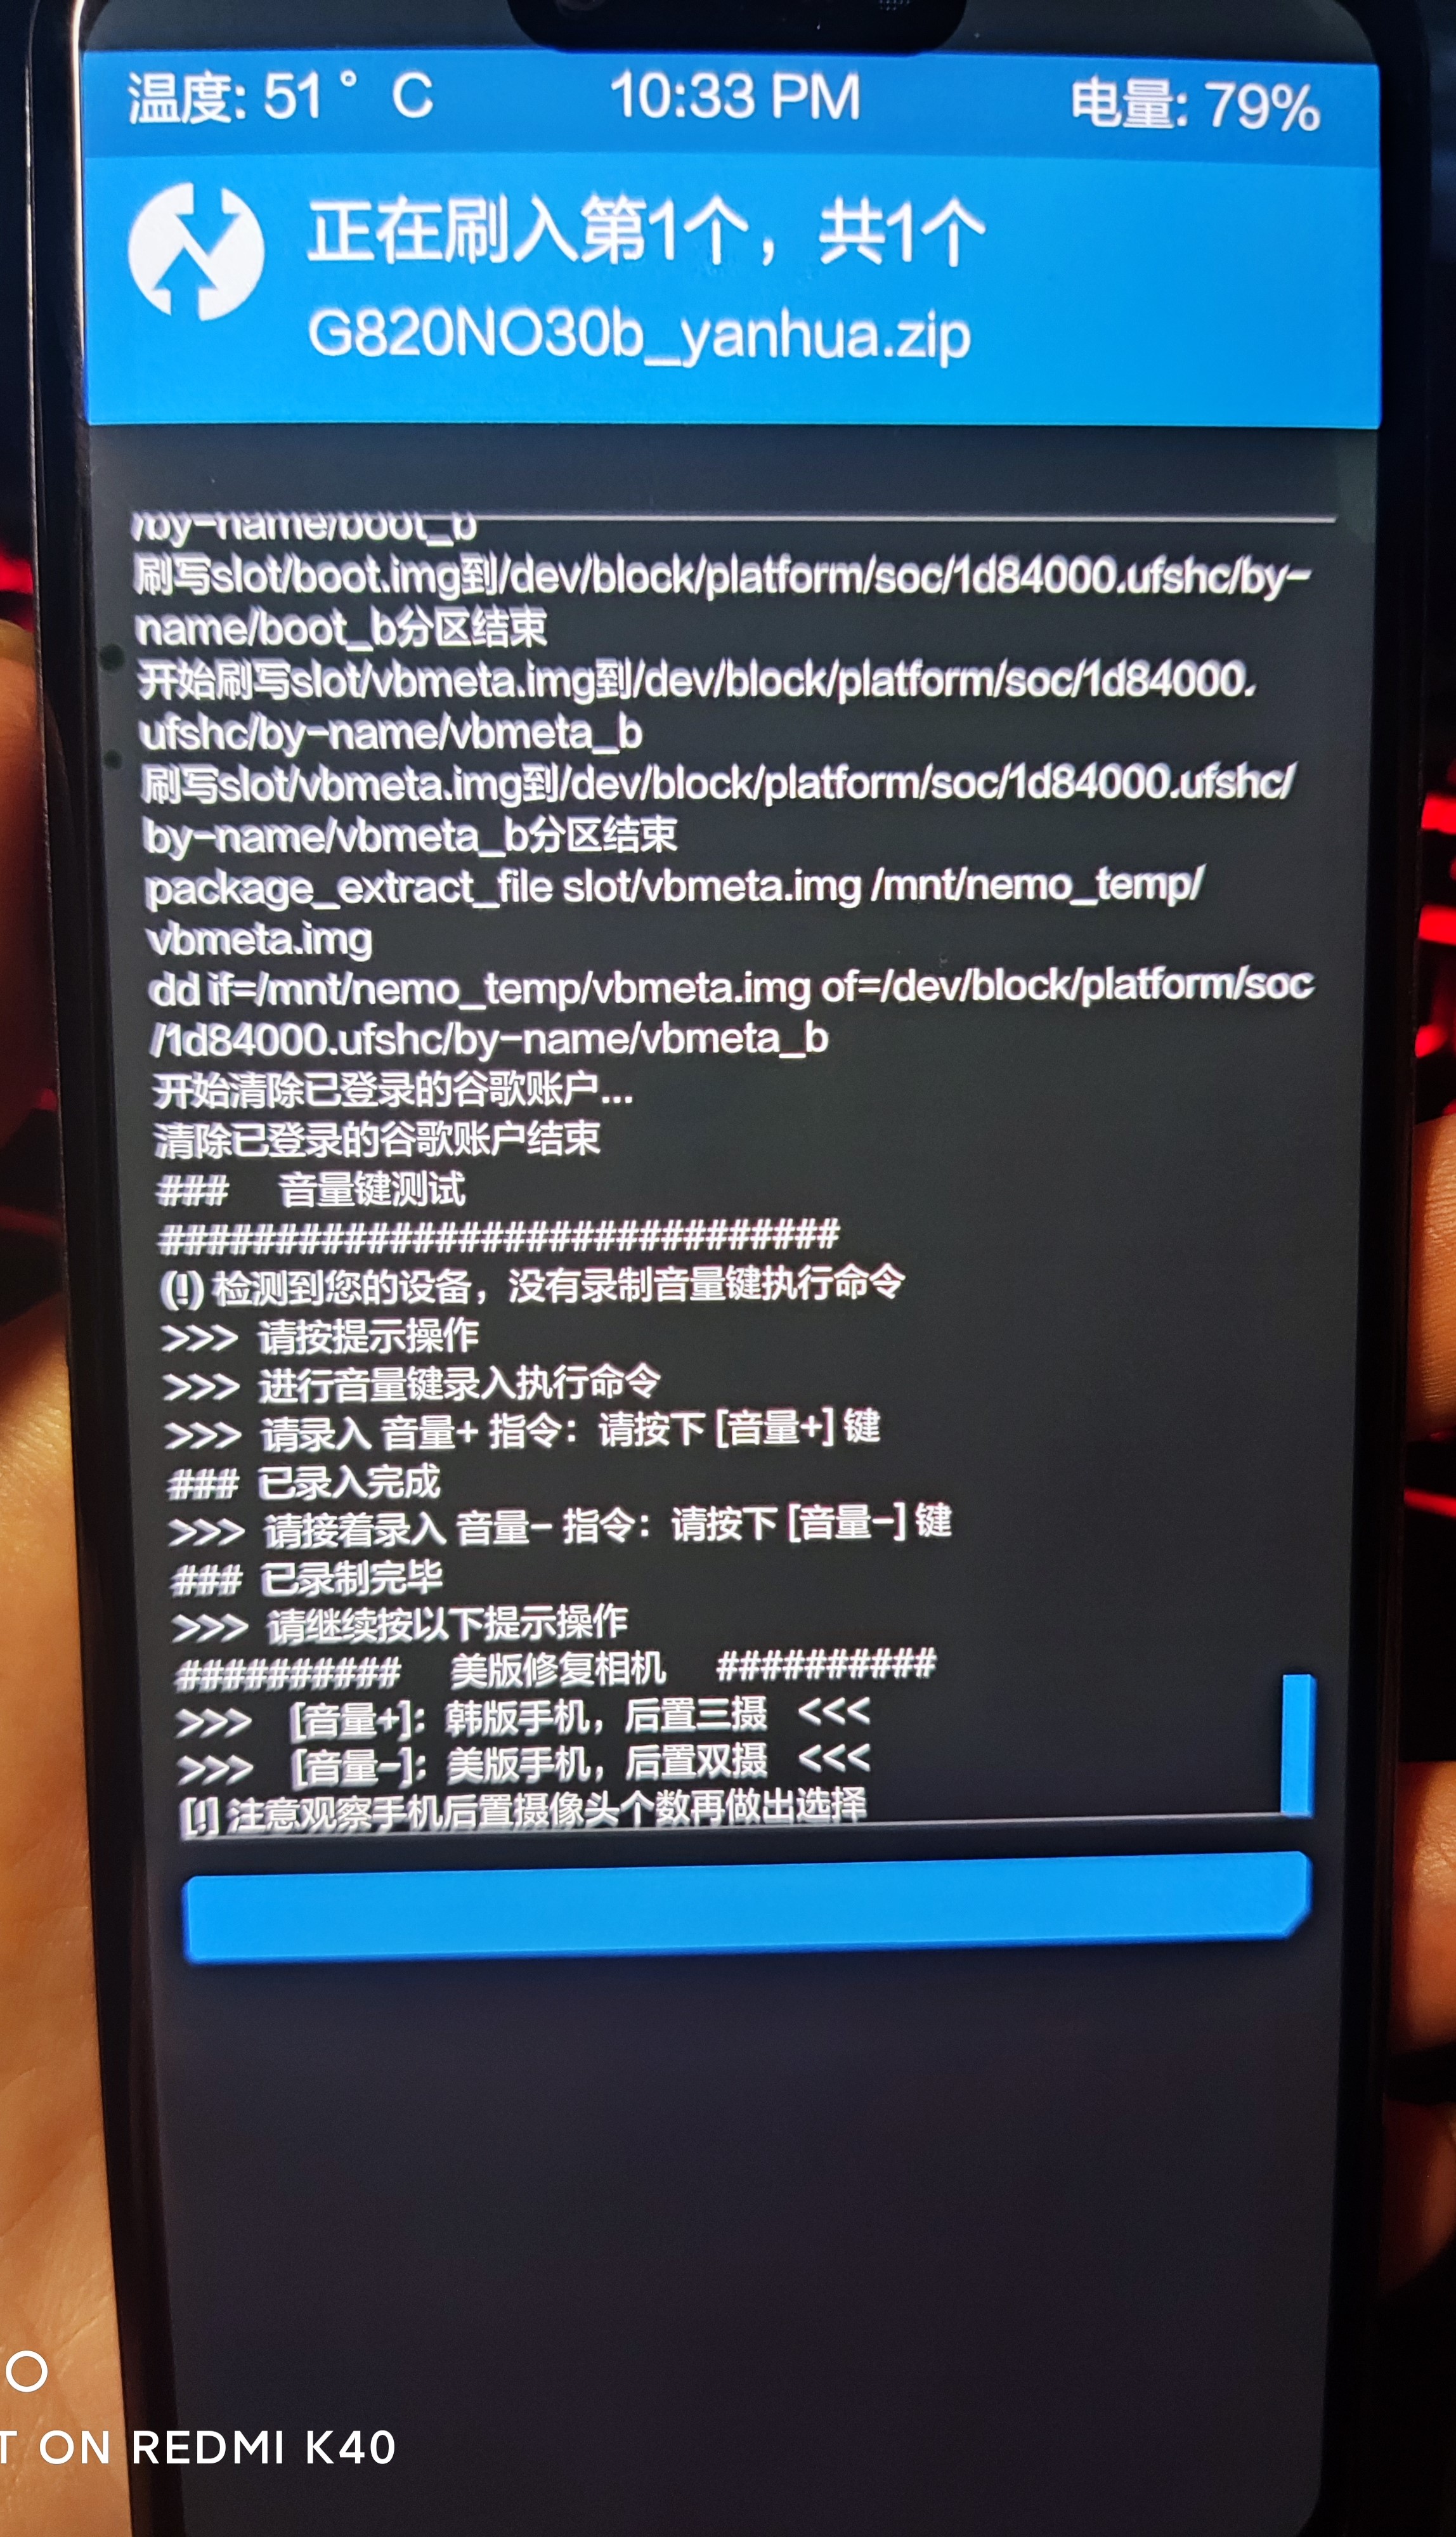 温度: 51° C 10:33 PM 电量: 79%
正在刷入第1个，共1个
G820NO30b_yanhua.zip
/by-name/boot_b
刷写slot/boot.img到/dev/block/platform/soc/1d84000.ufshc/by-
name/boot_b分区结束
开始刷写slot/vbmeta.img到/dev/block/platform/soc/1d84000.
ufshc/by-name/vbmeta_b
刷写slot/vbmeta.img到/dev/block/platform/soc/1d84000.ufshc/
by-name/vbmeta_b分区结束
package_extract_file slot/vbmeta.img /mnt/nemo_temp/
vbmeta.img
dd if=/mnt/nemo_temp/vbmeta.img of=/dev/block/platform/soc
/1d84000.ufshc/by-name/vbmeta_b
开始清除已登录的谷歌账户...
清除已登录的谷歌账户结束
### 音量键测试
##############################
(!) 检测到您的设备，没有录制音量键执行命令
>>> 请按提示操作
>>> 进行音量键录入执行命令
>>> 请录入 音量+ 指令：请按下 [音量+] 键
### 已录入完成
>>> 请接着录入 音量- 指令：请按下 [音量-] 键
### 已录制完毕
>>> 请继续按以下提示操作
########## 美版修复相机 ##########
>>> [音量+]：韩版手机，后置三摄 <<<
>>> [音量-]：美版手机，后置双摄 <<<
[!] 注意观察手机后置摄像头个数再做出选择
O
T ON REDMI K40